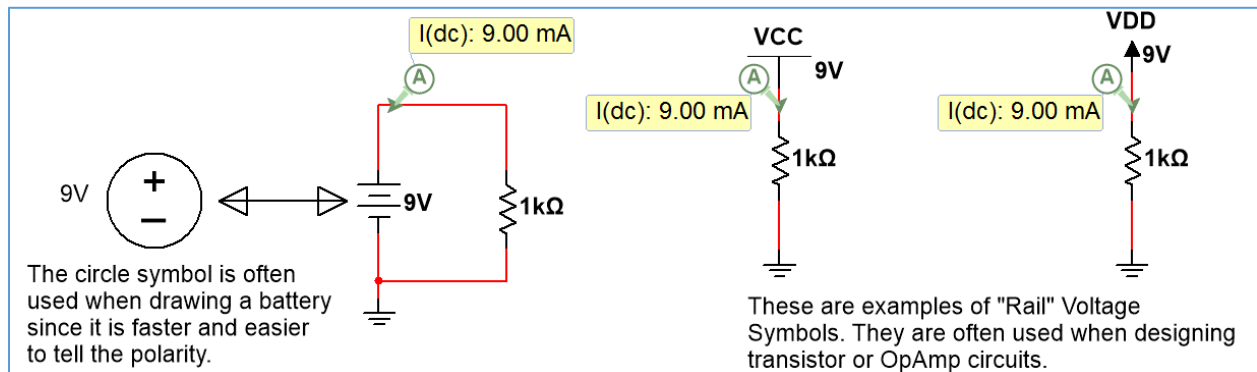 I(dc): 9.00 mA
A
9V
+
−
9V
1kΩ
The circle symbol is often
used when drawing a battery
since it is faster and easier
to tell the polarity.
VCC
9V
A
I(dc): 9.00 mA
1kΩ
VDD
9V
A
I(dc): 9.00 mA
1kΩ
These are examples of "Rail" Voltage
Symbols. They are often used when designing
transistor or OpAmp circuits.